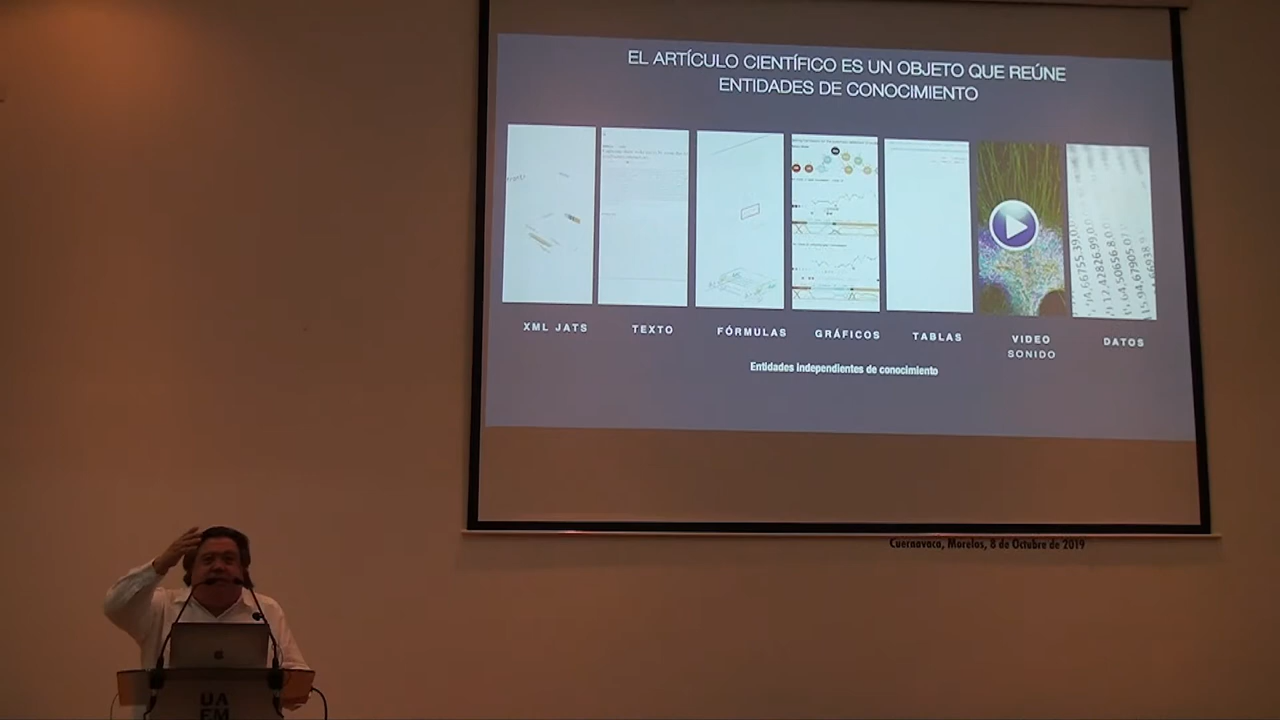 EL ARTÍCULO CIENTÍFICO ES UN OBJETO QUE REÚNE
ENTIDADES DE CONOCIMIENTO
XML JATS
TEXTO
FÓRMULAS
GRÁFICOS
TABLAS
VIDEO
SONIDO
DATOS
Entidades independientes de conocimiento
Cuernavaca, Morelos, 8 de Octubre de 2019
UA
EM